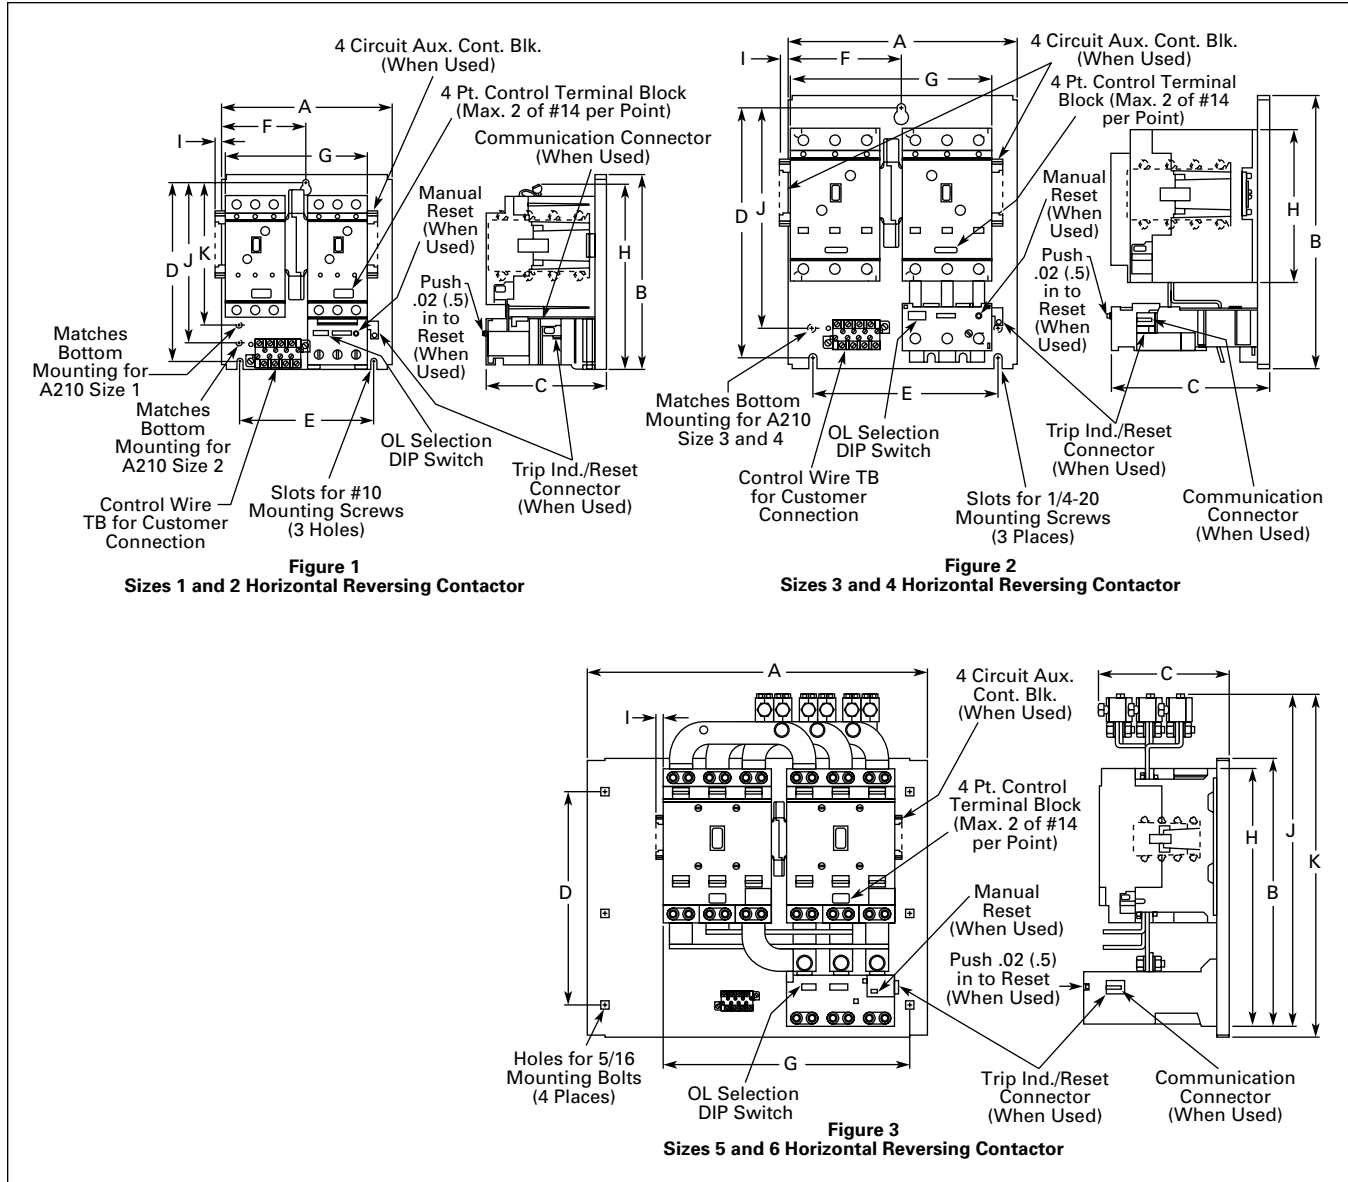 4 Circuit Aux. Cont. Blk.
(When Used)
A
4 Pt. Control Terminal Block
(Max. 2 of #14 per Point)
F
I
G
Communication Connector
(When Used)
Manual
Reset
(When
Used)
D
J
K
H
B
Push
.02 (.5)
in to
Reset
(When
Used)
Matches
Bottom
Mounting for
A210 Size 1
C
Matches
Bottom
Mounting for
A210 Size 2
E
OL Selection
DIP Switch
Trip Ind./Reset
Connector
(When Used)
Control Wire
TB for Customer
Connection
Slots for #10
Mounting Screws
(3 Holes)
Figure 1
Sizes 1 and 2 Horizontal Reversing Contactor
A
4 Circuit Aux. Cont. Blk.
(When Used)
I
F
G
4 Pt. Control Terminal
Block (Max. 2 of #14
per Point)
Manual
Reset
(When
Used)
D
J
H
B
Push
.02 (.5)
in to
Reset
(When
Used)
C
E
Matches Bottom
Mounting for A210
Size 3 and 4
OL Selection
DIP Switch
Trip Ind./Reset
Connector
(When Used)
Control Wire TB
for Customer
Connection
Slots for 1/4-20
Mounting Screws
(3 Places)
Communication
Connector
(When Used)
Figure 2
Sizes 3 and 4 Horizontal Reversing Contactor
A
4 Circuit Aux.
Cont. Blk.
(When Used)
C
I
4 Pt. Control
Terminal Block
(Max. 2 of #14
per Point)
D
H
B
J
K
Manual
Reset
(When Used)
Push .02 (.5)
in to Reset
(When Used)
Holes for 5/16
Mounting Bolts
(4 Places)
G
OL Selection
DIP Switch
Trip Ind./Reset
Connector
(When Used)
Communication
Connector
(When Used)
Figure 3
Sizes 5 and 6 Horizontal Reversing Contactor